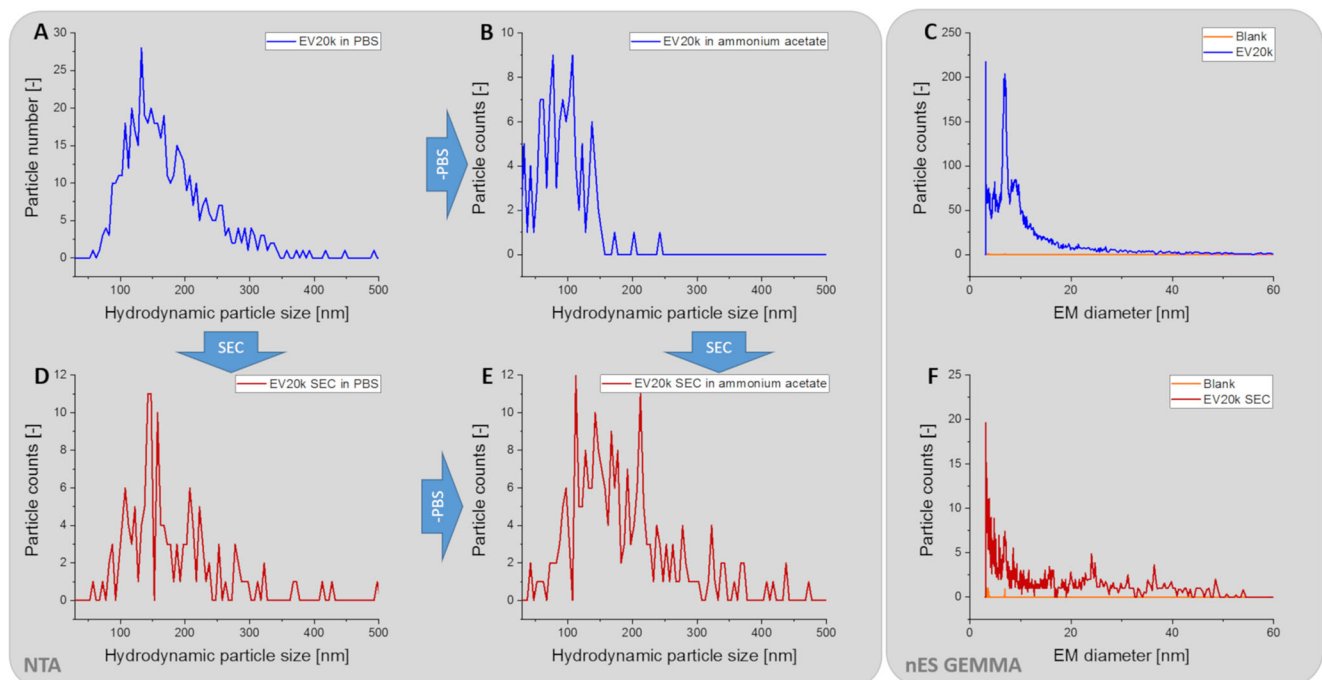 A
EV20k in PBS
30
25
20
15
10
5
0
Particle number [-]
100
200
300
400
500
Hydrodynamic particle size [nm]
-PBS
B
EV20k in ammonium acetate
10
8
6
4
2
0
Particle counts [-]
100
200
300
400
500
Hydrodynamic particle size [nm]
C
Blank
EV20k
250
200
150
100
50
0
Particle counts [-]
0
20
40
60
EM diameter [nm]
SEC
SEC
D
EV20k SEC in PBS
12
10
8
6
4
2
0
Particle counts [-]
100
200
300
400
500
Hydrodynamic particle size [nm]
-PBS
E
EV20k SEC in ammonium acetate
12
10
8
6
4
2
0
Particle counts [-]
100
200
300
400
500
Hydrodynamic particle size [nm]
F
Blank
EV20k SEC
25
20
15
10
5
0
Particle counts [-]
0
20
40
60
EM diameter [nm]
NTA
nES GEMMA